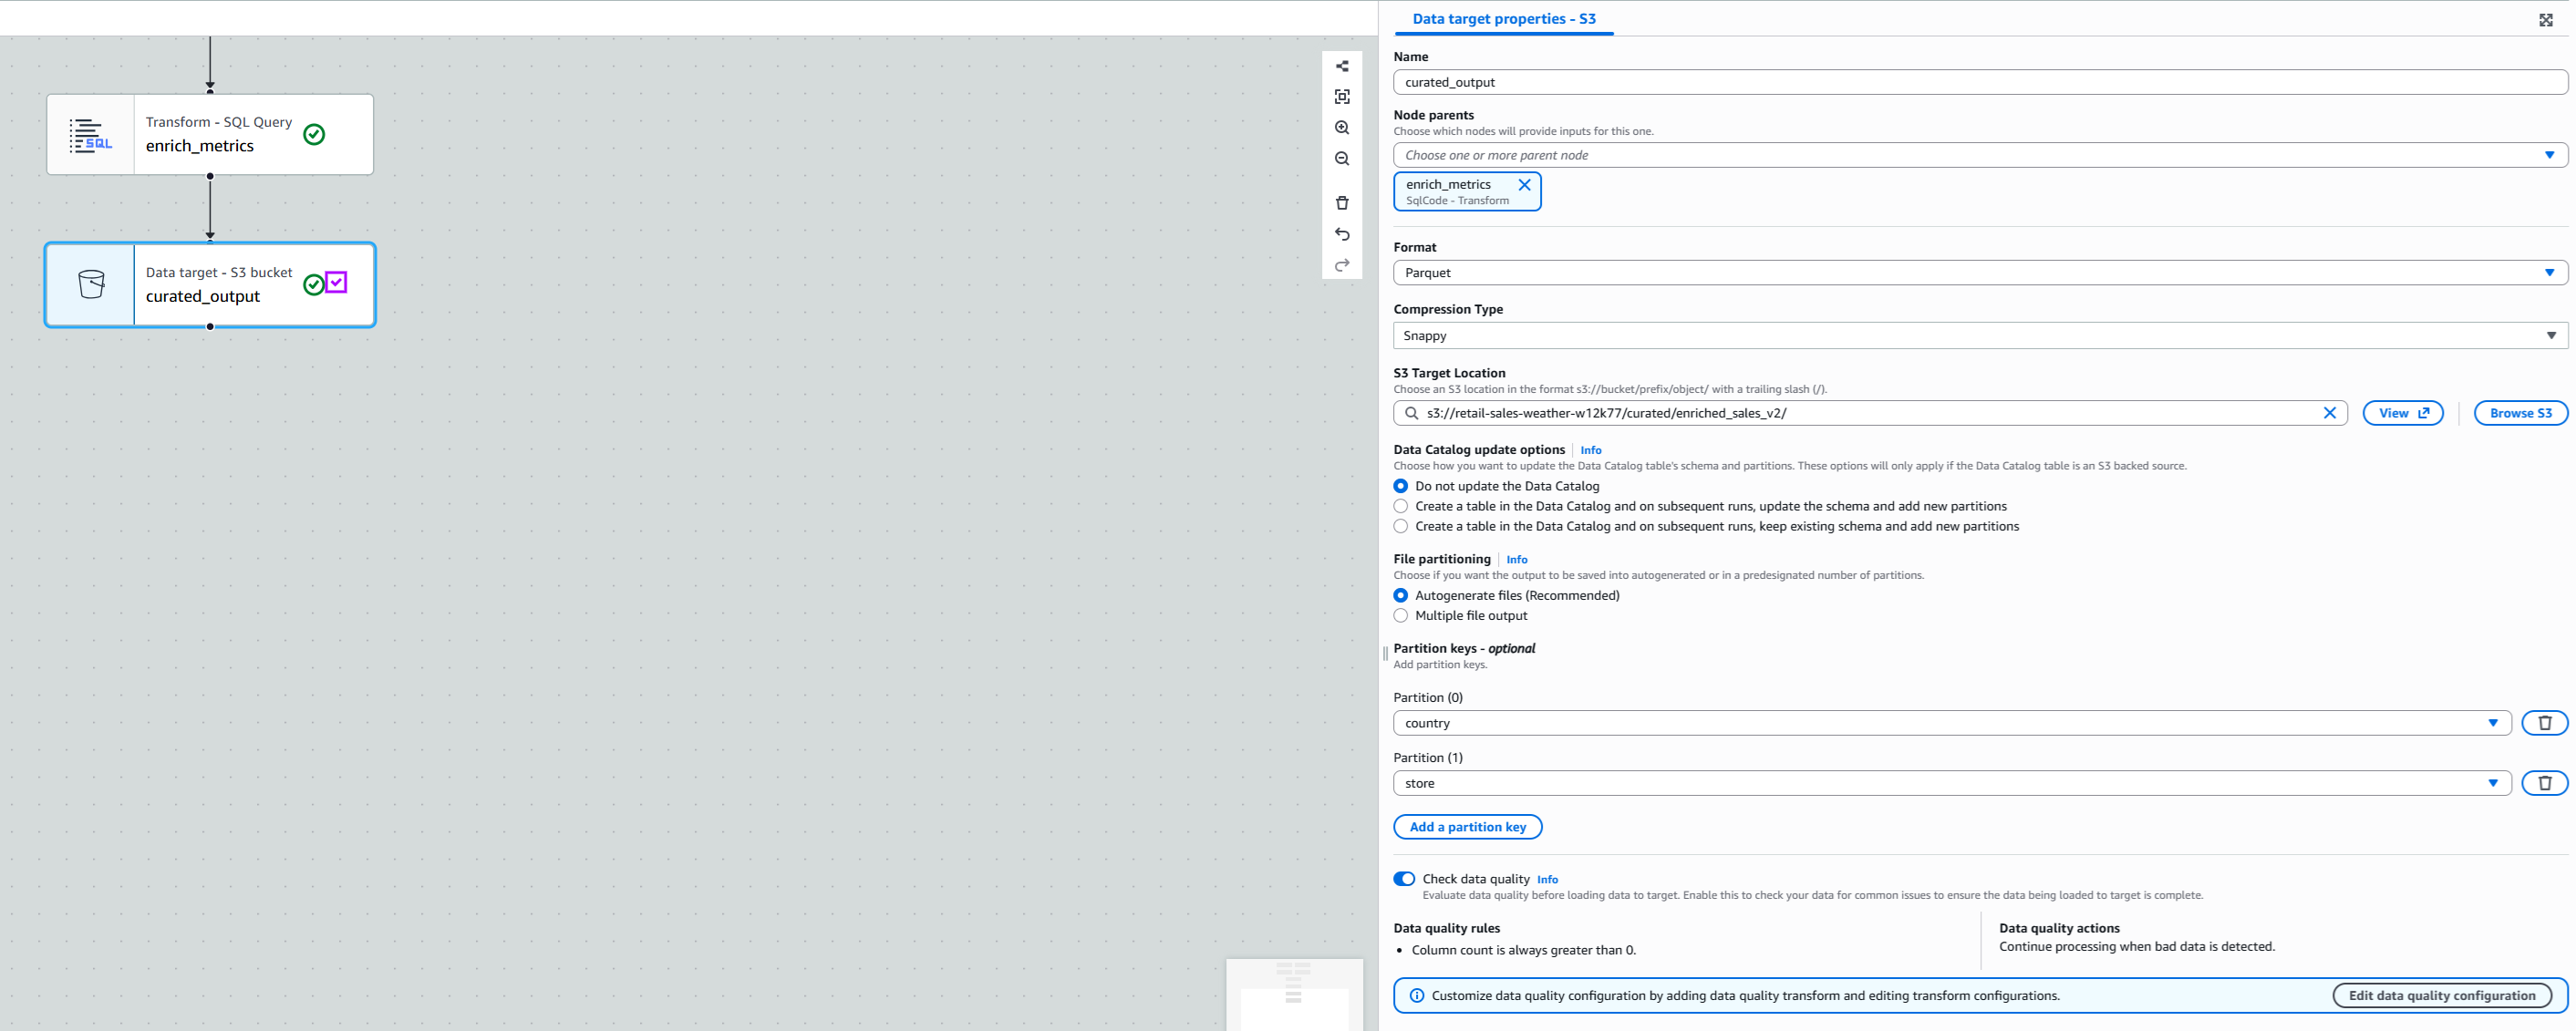 Transform - SQL Query
enrich_metrics
SQL
Data target - S3 bucket
curated_output
Data target properties - S3
Name
curated_output
Node parents
Choose which nodes will provide inputs for this one.
Choose one or more parent node
enrich_metrics
SqlCode - Transform
Format
Parquet
Compression Type
Snappy
S3 Target Location
Choose an S3 location in the format s3://bucket/prefix/object/ with a trailing slash (/).
s3://retail-sales-weather-w12k77/curated/enriched_sales_v2/
View
Browse S3
Data Catalog update options Info
Choose how you want to update the Data Catalog table's schema and partitions. These options will only apply if the Data Catalog table is an S3 backed source.
Do not update the Data Catalog
Create a table in the Data Catalog and on subsequent runs, update the schema and add new partitions
Create a table in the Data Catalog and on subsequent runs, keep existing schema and add new partitions
File partitioning Info
Choose if you want the output to be saved into autogenerated or in a predesignated number of partitions.
Autogenerate files (Recommended)
Multiple file output
Partition keys - optional
Add partition keys.
Partition (0)
country
Partition (1)
store
Add a partition key
Check data quality Info
Evaluate data quality before loading data to target. Enable this to check your data for common issues to ensure the data being loaded to target is complete.
Data quality rules
• Column count is always greater than 0.
Data quality actions
Continue processing when bad data is detected.
Customize data quality configuration by adding data quality transform and editing transform configurations.
Edit data quality configuration